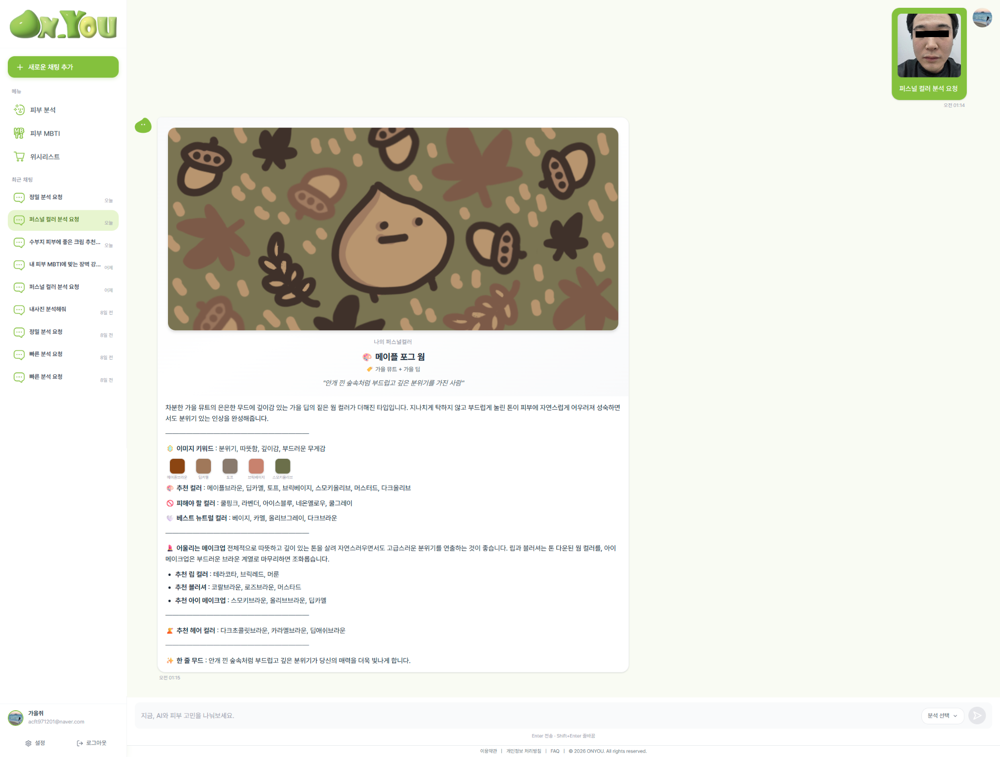 ON_YOU
새로운 채팅 추가
메뉴
피부 분석
MBTI
피부 MBTI
위시리스트
최근 채팅
정밀 분석 요청
오늘
퍼스널 컬러 분석 요청
오늘
수부지 피부에 좋은 크림 추천...
오늘
내 피부 MBTI에 맞는 장벽 강...
어제
퍼스널 컬러 분석 요청
어제
내사진 분석해줘
8일 전
정밀 분석 요청
8일 전
빠른 분석 요청
8일 전
빠른 분석 요청
8일 전
가을쥐
acft971201@naver.com
설정
로그아웃
퍼스널 컬러 분석 요청
오전 01:14
나의 퍼스널컬러
메이플 포그 웜
가을 뮤트 + 가을 딥
"안개 낀 숲속처럼 부드럽고 깊은 분위기를 가진 사람"
차분한 가을 뮤트의 은은한 무드에 깊이감 있는 가을 딥의 짙은 웜 컬러가 더해진 타입입니다. 지나치게 탁하지 않고 부드럽게 눌린 톤이 피부에 자연스럽게 어우러져 성숙하면
서도 분위기 있는 인상을 완성해줍니다.
이미지 키워드 : 분위기, 따뜻함, 깊이감, 부드러운 무게감
메이플브라운
딥카멜
토프
브릭베이지
스모키올리브
추천 컬러 : 메이플브라운, 딥카멜, 토프, 브릭베이지, 스모키올리브, 머스터드, 다크올리브
피해야 할 컬러 : 쿨핑크, 라벤더, 아이스블루, 네온옐로우, 쿨그레이
베스트 뉴트럴 컬러 : 베이지, 카멜, 올리브그레이, 다크브라운
어울리는 메이크업 전체적으로 따뜻하고 깊이 있는 톤을 살려 자연스러우면서도 고급스러운 분위기를 연출하는 것이 좋습니다. 립과 블러셔는 톤 다운된 웜 컬러를, 아이
메이크업은 부드러운 브라운 계열로 마무리하면 조화롭습니다.
• 추천 립 컬러 : 테라코타, 브릭레드, 머룬
• 추천 블러셔 : 코랄브라운, 로즈브라운, 머스타드
• 추천 아이 메이크업 : 스모키브라운, 올리브브라운, 딥카멜
추천 헤어 컬러 : 다크초콜릿브라운, 카라멜브라운, 딥애쉬브라운
한 줄 무드 : 안개 낀 숲속처럼 부드럽고 깊은 분위기가 당신의 매력을 더욱 빛나게 합니다.
오전 01:15
지금, AI와 피부 고민을 나눠보세요.
분석 선택
Enter 전송 · Shift+Enter 줄바꿈
이용약관 | 개인정보 처리방침 | FAQ | © 2026 ONYOU. All rights reserved.